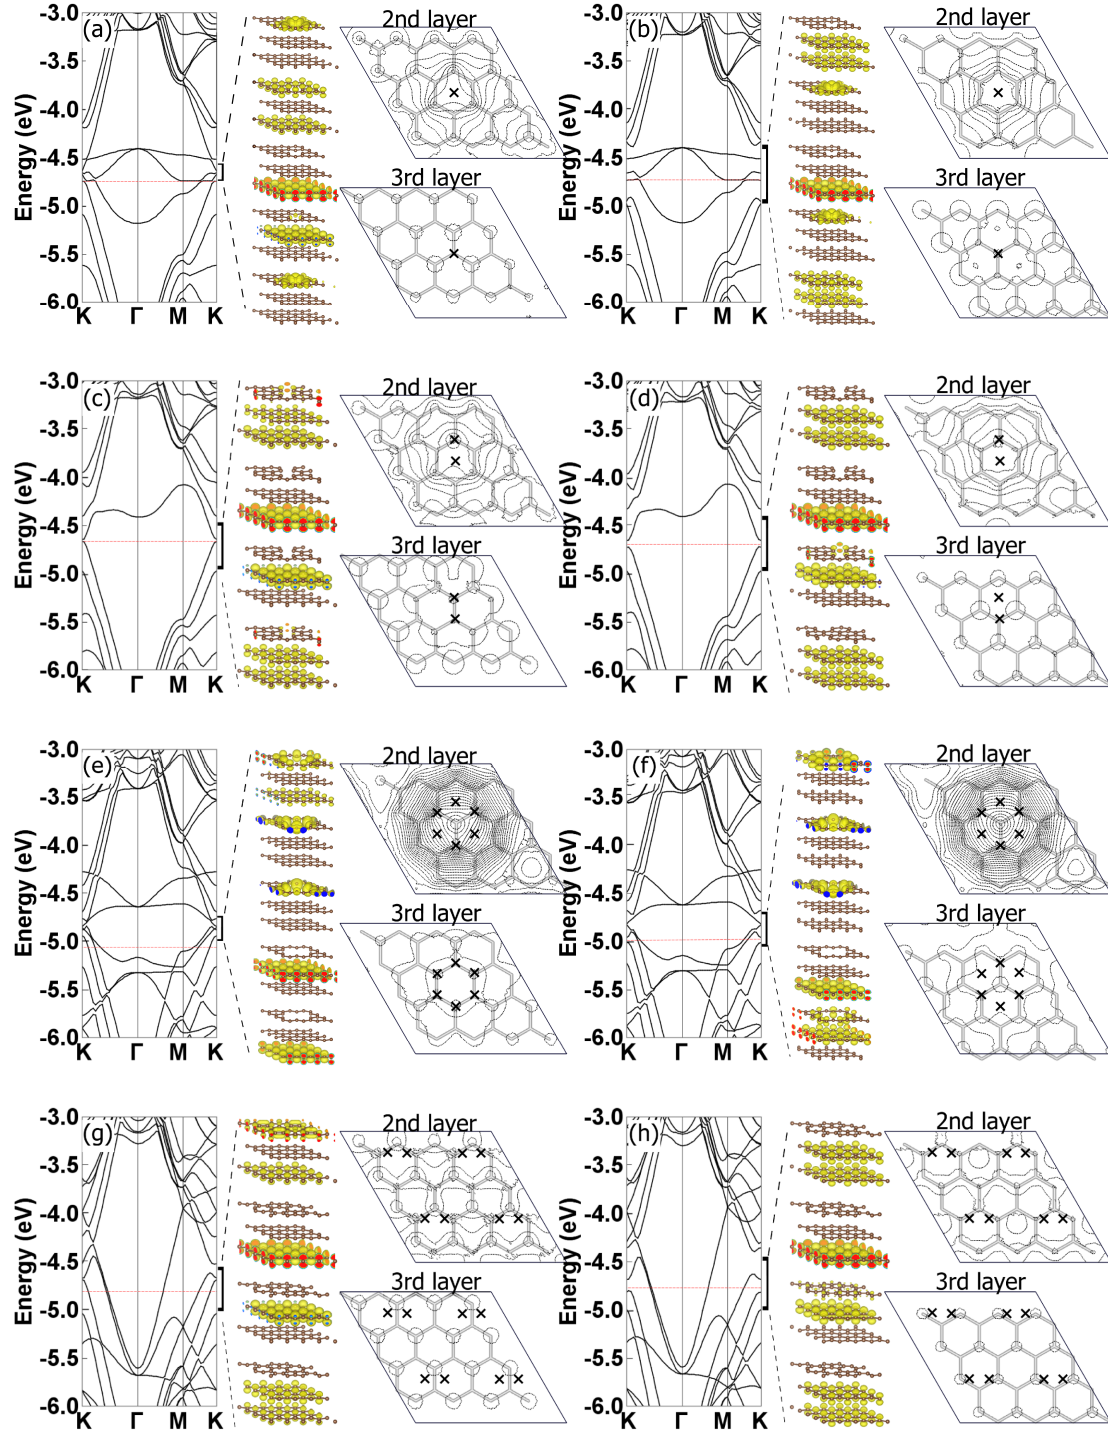 (a)
Energy (eV)
-3.0
-3.5
-4.0
-4.5
-5.0
-5.5
-6.0
K Γ M K
2nd layer
3rd layer
(b)
Energy (eV)
-3.0
-3.5
-4.0
-4.5
-5.0
-5.5
-6.0
K Γ M K
2nd layer
3rd layer
(c)
Energy (eV)
-3.0
-3.5
-4.0
-4.5
-5.0
-5.5
-6.0
K Γ M K
2nd layer
3rd layer
(d)
Energy (eV)
-3.0
-3.5
-4.0
-4.5
-5.0
-5.5
-6.0
K Γ M K
2nd layer
3rd layer
(e)
Energy (eV)
-3.0
-3.5
-4.0
-4.5
-5.0
-5.5
-6.0
K Γ M K
2nd layer
3rd layer
(f)
Energy (eV)
-3.0
-3.5
-4.0
-4.5
-5.0
-5.5
-6.0
K Γ M K
2nd layer
3rd layer
(g)
Energy (eV)
-3.0
-3.5
-4.0
-4.5
-5.0
-5.5
-6.0
K Γ M K
2nd layer
3rd layer
(h)
Energy (eV)
-3.0
-3.5
-4.0
-4.5
-5.0
-5.5
-6.0
K Γ M K
2nd layer
3rd layer